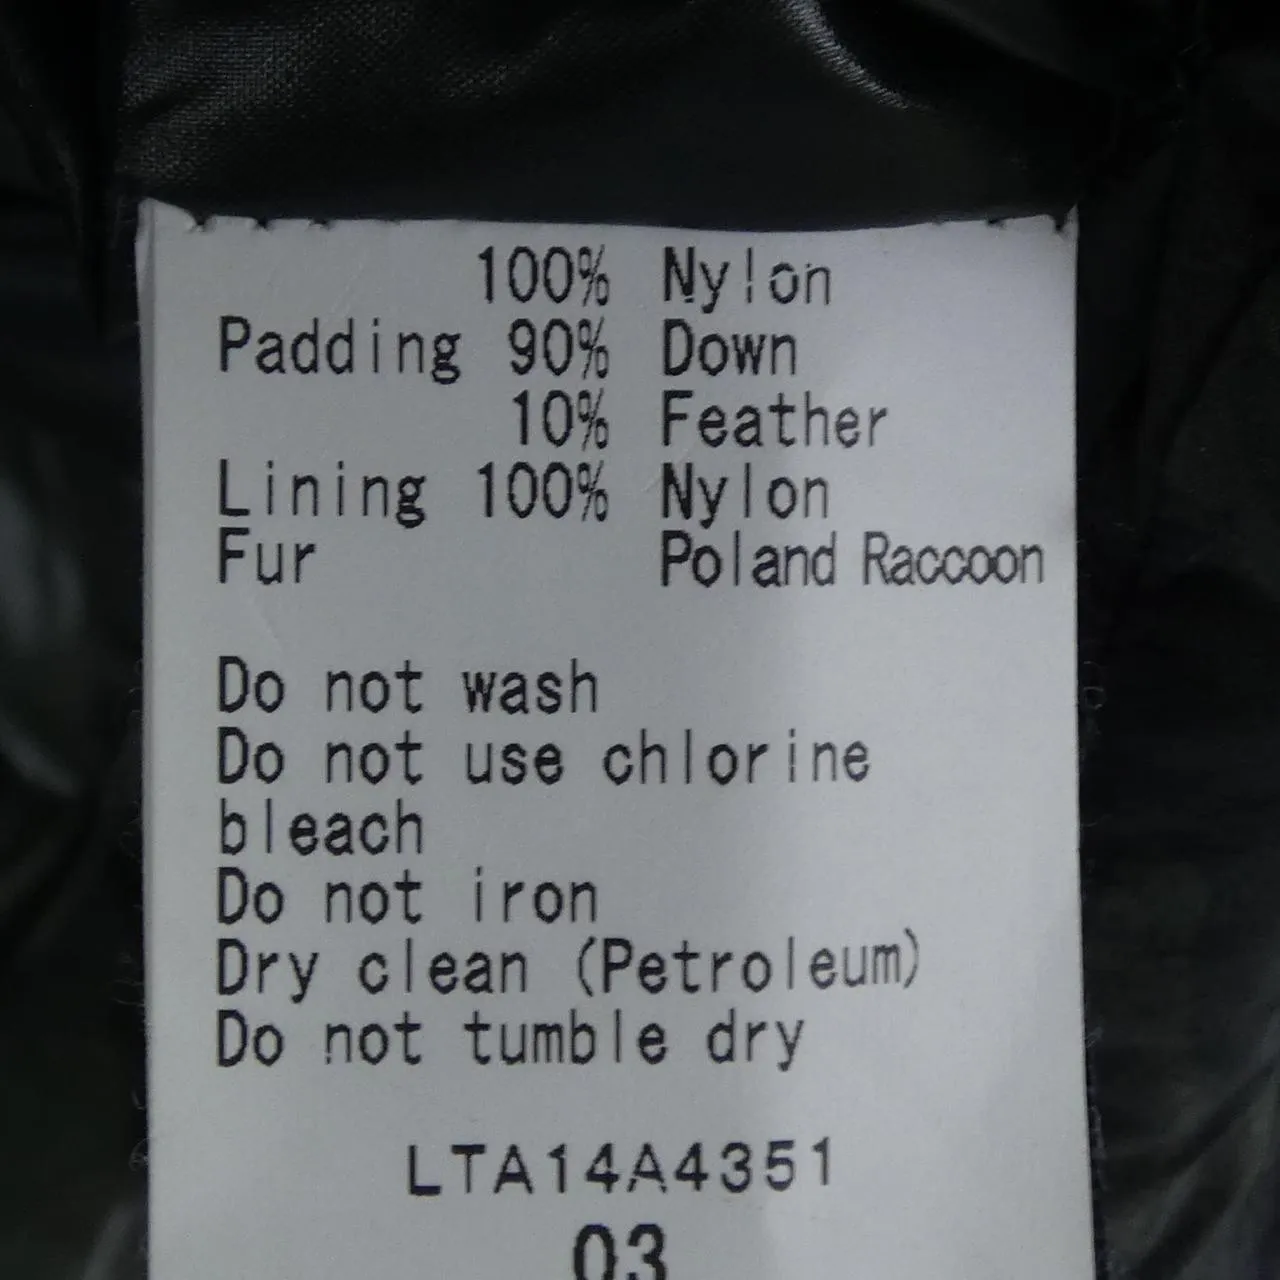 100% Nylon
Padding 90% Down
10% Feather
Lining 100% Nylon
Fur Poland Raccoon
Do not wash
Do not use chlorine
bleach
Do not iron
Dry clean (Petroleum)
Do not tumble dry
LTA14A4351
03